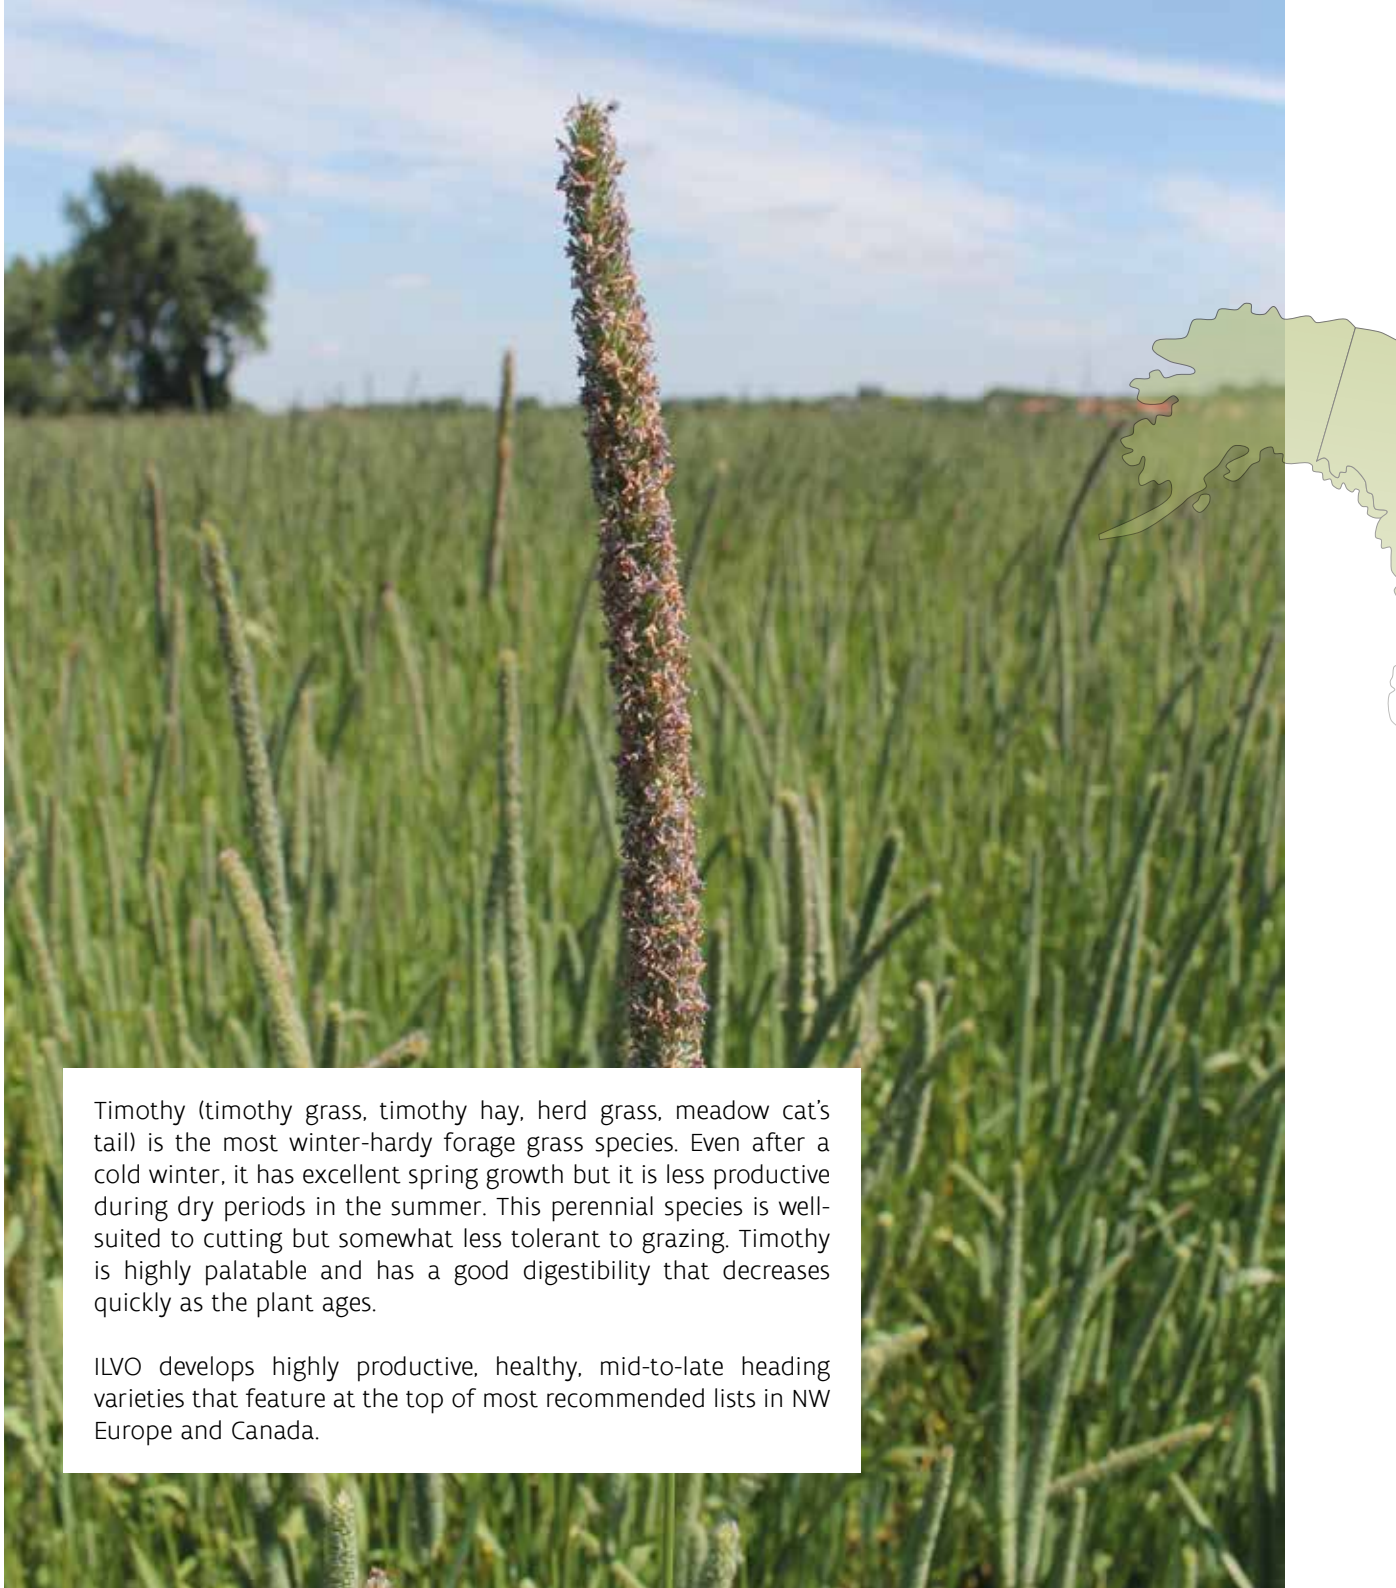 Timothy (timothy grass, timothy hay, herd grass, meadow cat's
tail) is the most winter-hardy forage grass species. Even after a
cold winter, it has excellent spring growth but it is less productive
during dry periods in the summer. This perennial species is well-
suited to cutting but somewhat less tolerant to grazing. Timothy
is highly palatable and has a good digestibility that decreases
quickly as the plant ages.
ILVO develops highly productive, healthy, mid-to-late heading
varieties that feature at the top of most recommended lists in NW
Europe and Canada.